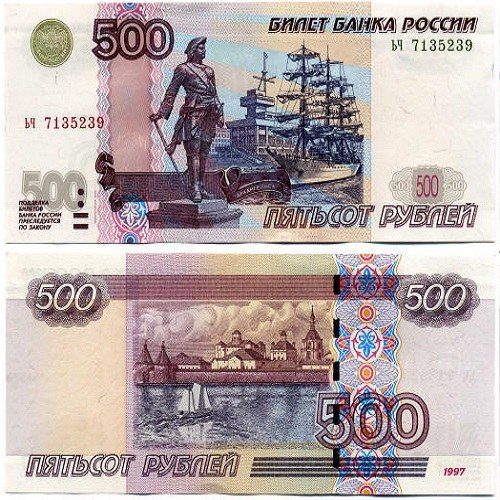 500
БИЛЕТ БАНКА РОССИИ
ьч 7135239
ьч 7135239
500
500
ПОДДЕЛКА
БИЛЕТОВ
БАНКА РОССИИ
ПРЕСЛЕДУЕТСЯ
ПО ЗАКОНУ
ПЯТЬСОТ РУБЛЕЙ
500
500
500
ПЯТЬСОТ РУБЛЕЙ
1997